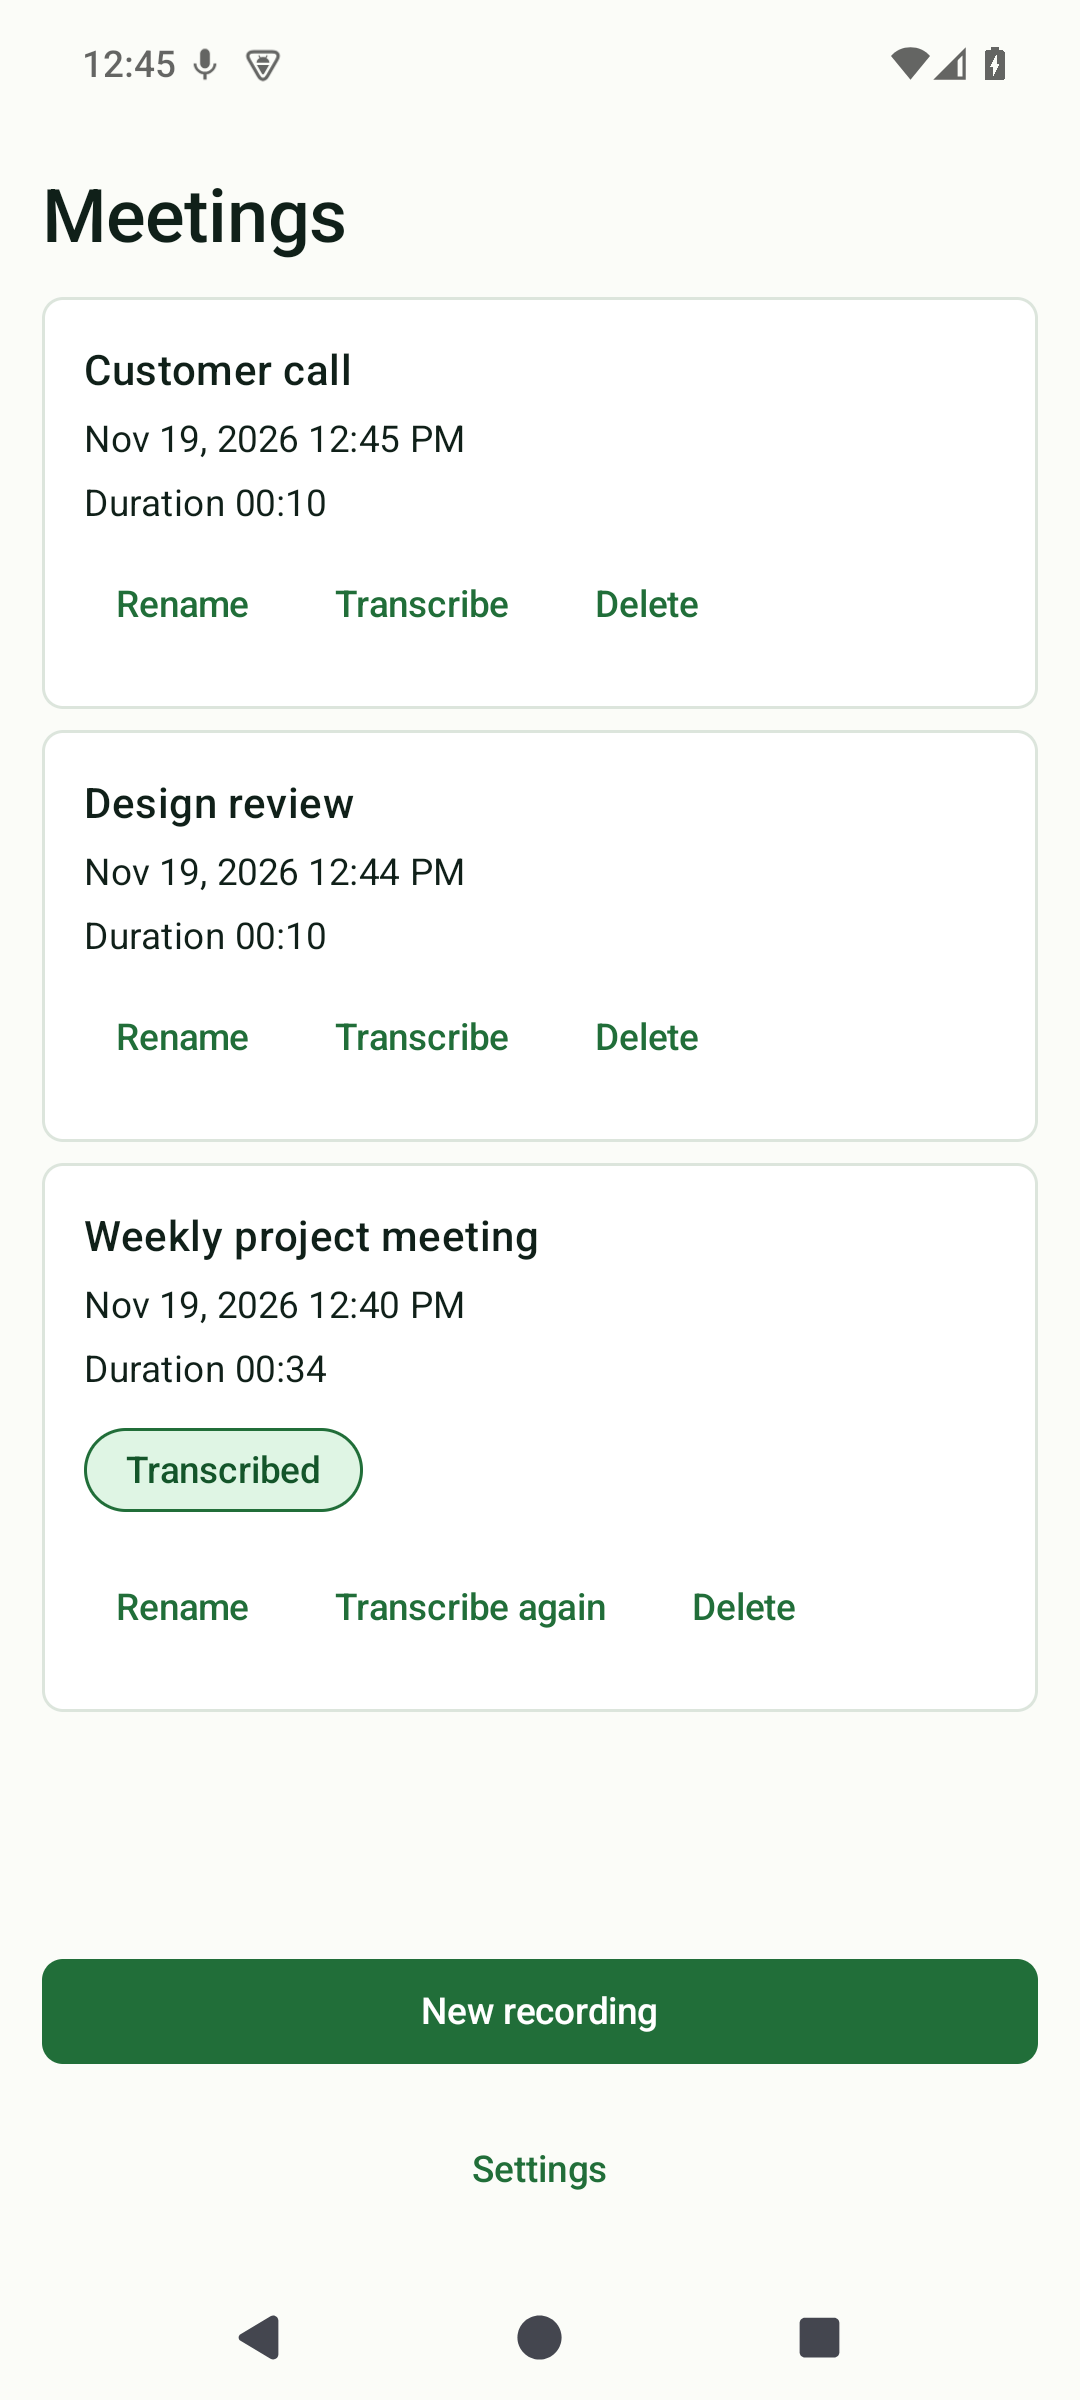 12:45
Meetings
Customer call
Nov 19, 2026 12:45 PM
Duration 00:10
Rename Transcribe Delete
Design review
Nov 19, 2026 12:44 PM
Duration 00:10
Rename Transcribe Delete
Weekly project meeting
Nov 19, 2026 12:40 PM
Duration 00:34
Transcribed
Rename Transcribe again Delete
New recording
Settings